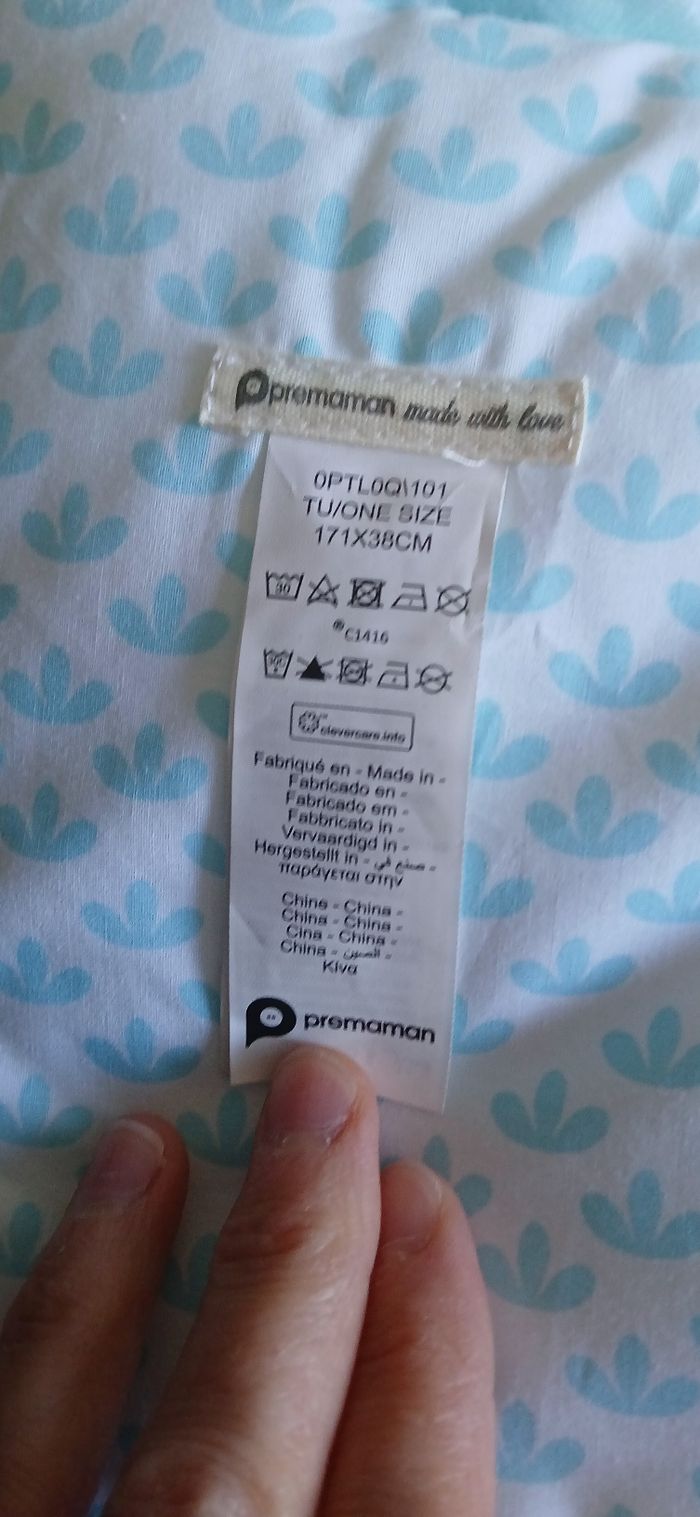 premaman made with love
0PTL0Q\101
TU/ONE SIZE
171X38CM
30
®C1416
clevercare.info
Fabriqué en - Made in -
Fabricado en -
Fabricado em -
Fabbricato in -
Vervaardigd in -
Hergestellt in - صنع في -
παράγεται στην
Chine - China -
China - China -
Cina - China -
China - الصين -
Kίνα
premaman